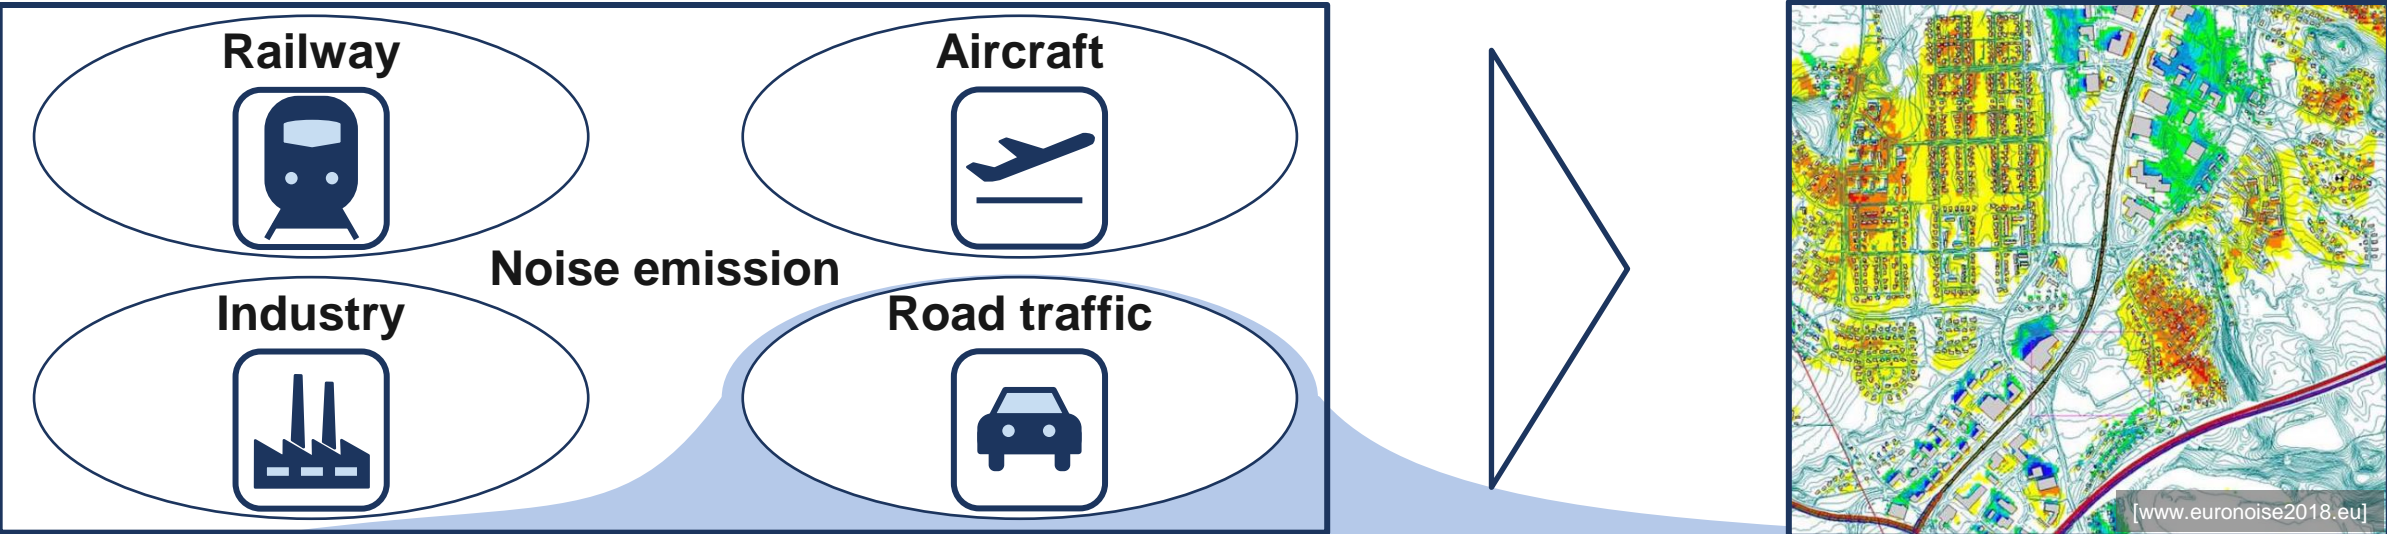 Railway
Aircraft
Noise emission
Industry
Road traffic
[www.euronoise2018.eu]